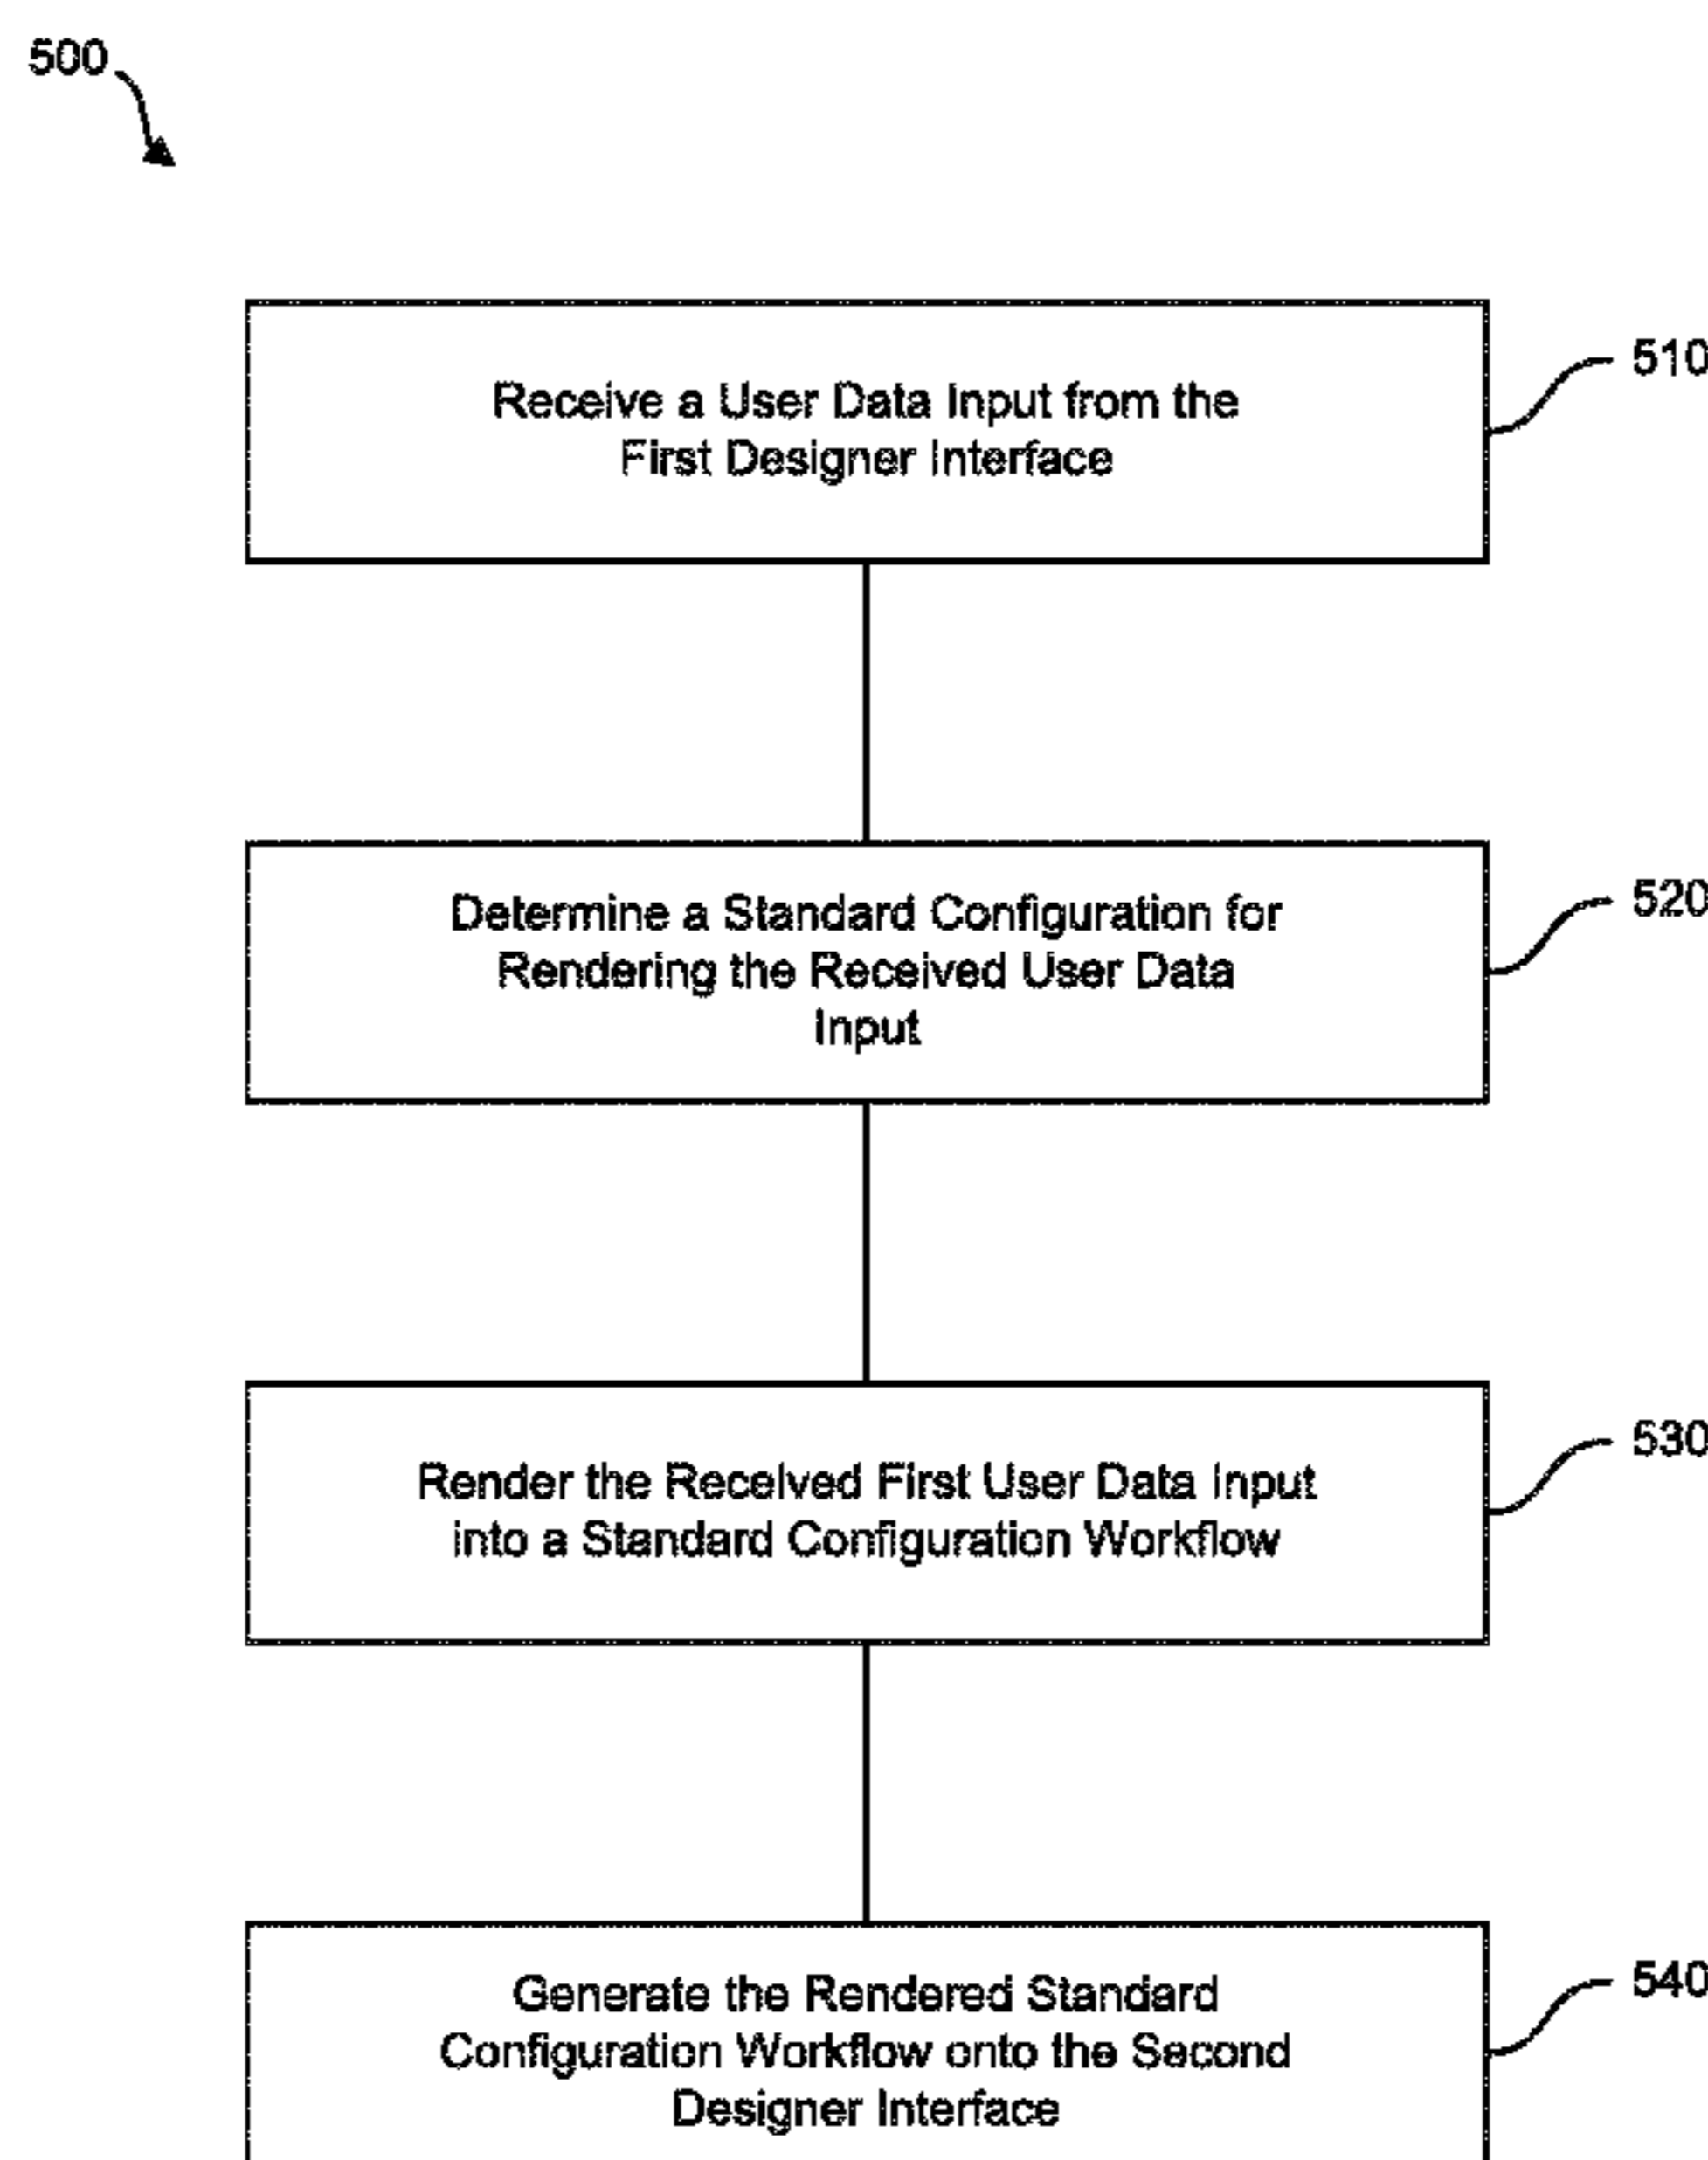 500
Receive a User Data Input from the
First Designer Interface
510
Determine a Standard Configuration for
Rendering the Received User Data
Input
520
Render the Received First User Data Input
into a Standard Configuration Workflow
530
Generate the Rendered Standard
Configuration Workflow onto the Second
Designer Interface
540